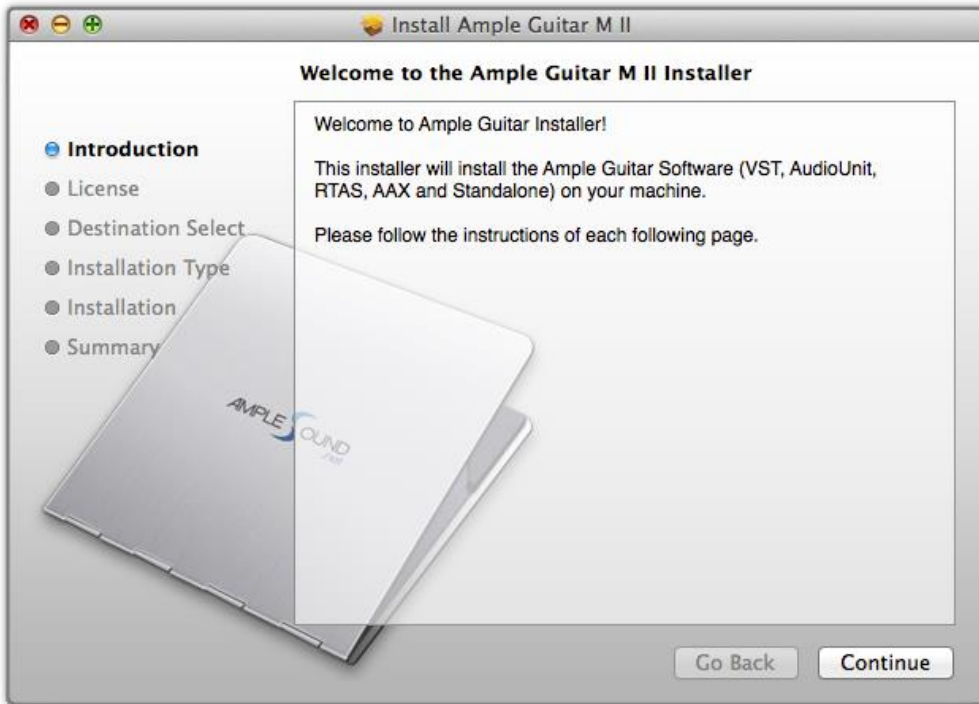 Install Ample Guitar M II
Welcome to the Ample Guitar M II Installer
Introduction
License
Destination Select
Installation Type
Installation
Summary
Welcome to Ample Guitar Installer!
This installer will install the Ample Guitar Software (VST, AudioUnit,
RTAS, AAX and Standalone) on your machine.
Please follow the instructions of each following page.
AMPLE SOUND
.net
Go Back
Continue